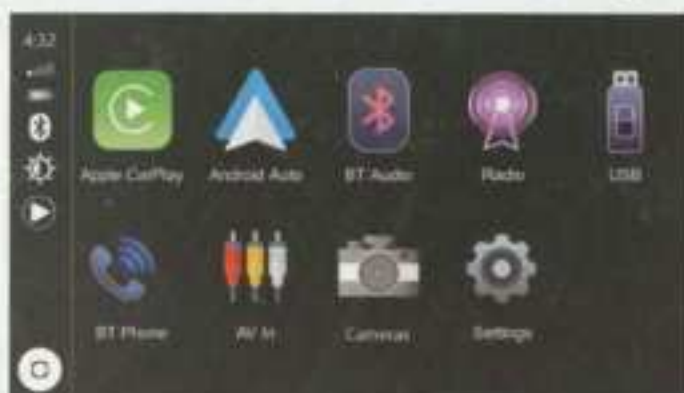 4:32
Apple CarPlay Android Auto BT Audio Radio USB
BT Phone AV In Cameras Settings